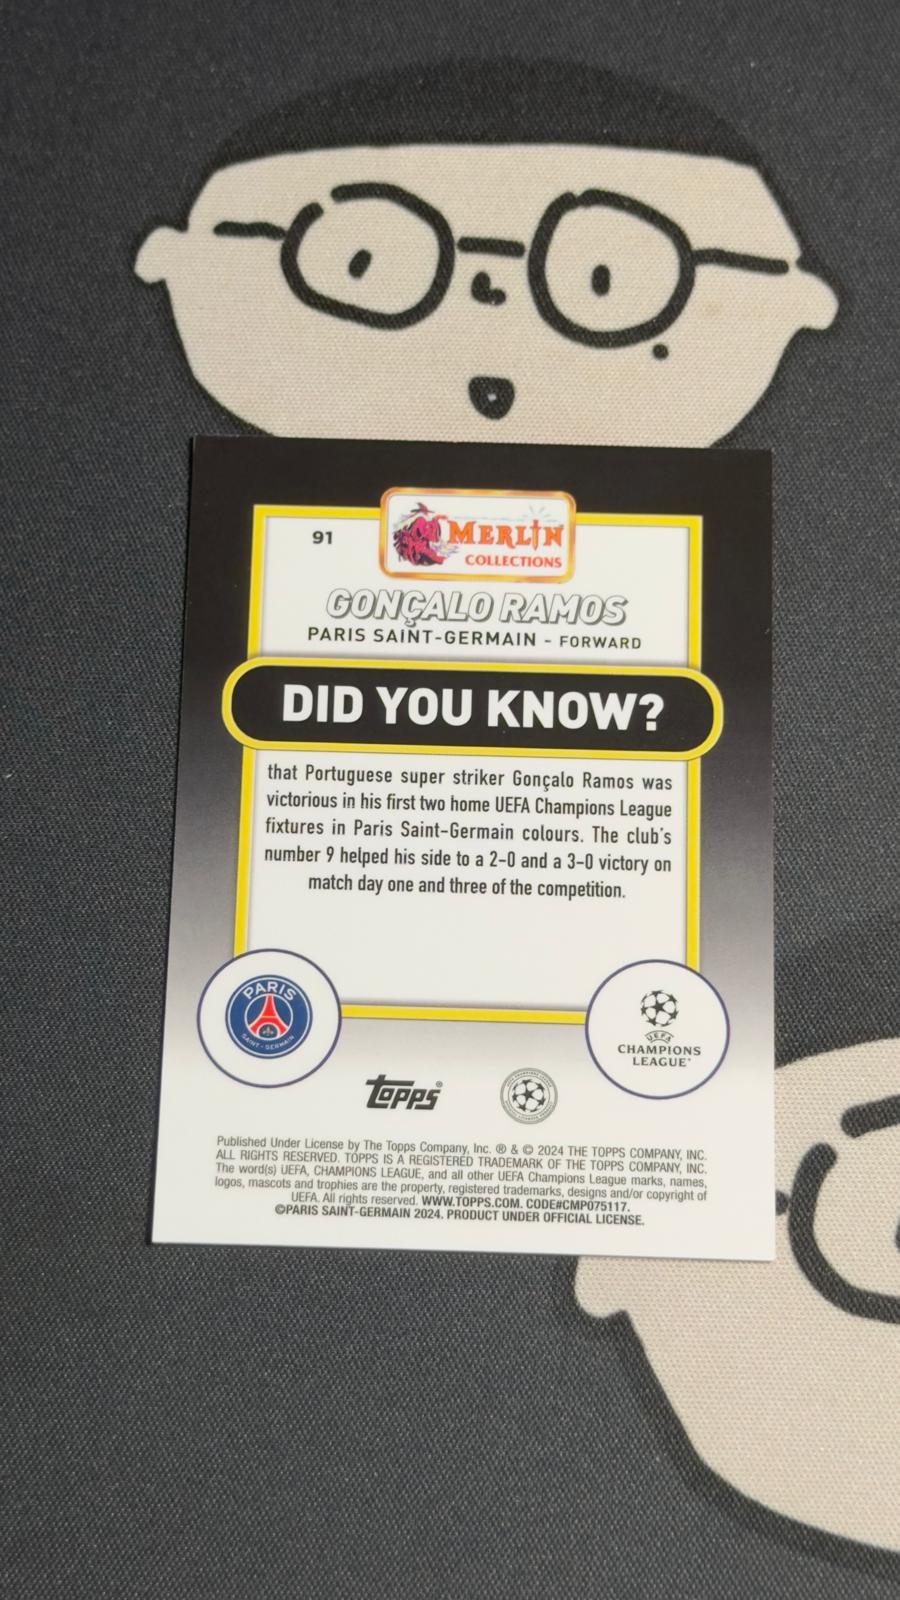 91
MERLIN
COLLECTIONS
GONÇALO RAMOS
PARIS SAINT-GERMAIN - FORWARD
DID YOU KNOW?
that Portuguese super striker Gonçalo Ramos was
victorious in his first two home UEFA Champions League
fixtures in Paris Saint-Germain colours. The club's
number 9 helped his side to a 2-0 and a 3-0 victory on
match day one and three of the competition.
PARIS
SAINT-GERMAIN
UEFA
CHAMPIONS
LEAGUE®
TOPPS®
Published Under License by The Topps Company, Inc. ® & © 2024 THE TOPPS COMPANY, INC.
ALL RIGHTS RESERVED. TOPPS IS A REGISTERED TRADEMARK OF THE TOPPS COMPANY, INC.
The word(s) UEFA, CHAMPIONS LEAGUE, and all other UEFA Champions League marks, names,
logos, mascots and trophies are the property, registered trademarks, designs and/or copyright of
UEFA. All rights reserved. WWW.TOPPS.COM. CODE#CMP075117.
©PARIS SAINT-GERMAIN 2024. PRODUCT UNDER OFFICIAL LICENSE.